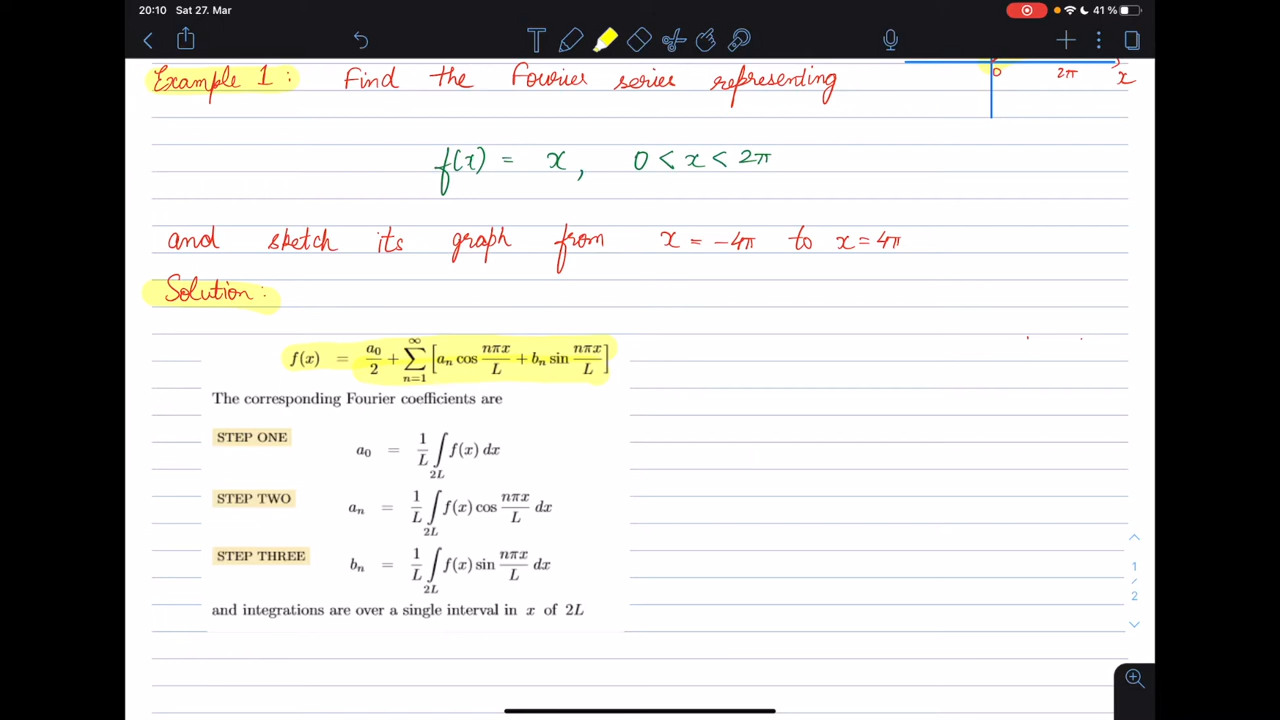 20:10 Sat 27. Mar
41 %
Example 1 : Find the Fourier series representing
0 2π x
f(x) = x, 0 < x < 2π
and sketch its graph from x = -4π to x = 4π
Solution :
f(x) = a₀/2 + ∑_{n=1}^{∞} [aₙ cos nπx/L + bₙ sin nπx/L]
The corresponding Fourier coefficients are
STEP ONE a₀ = 1/L ∫_{2L} f(x) dx
STEP TWO aₙ = 1/L ∫_{2L} f(x) cos nπx/L dx
STEP THREE bₙ = 1/L ∫_{2L} f(x) sin nπx/L dx
and integrations are over a single interval in x of 2L
1
/
2